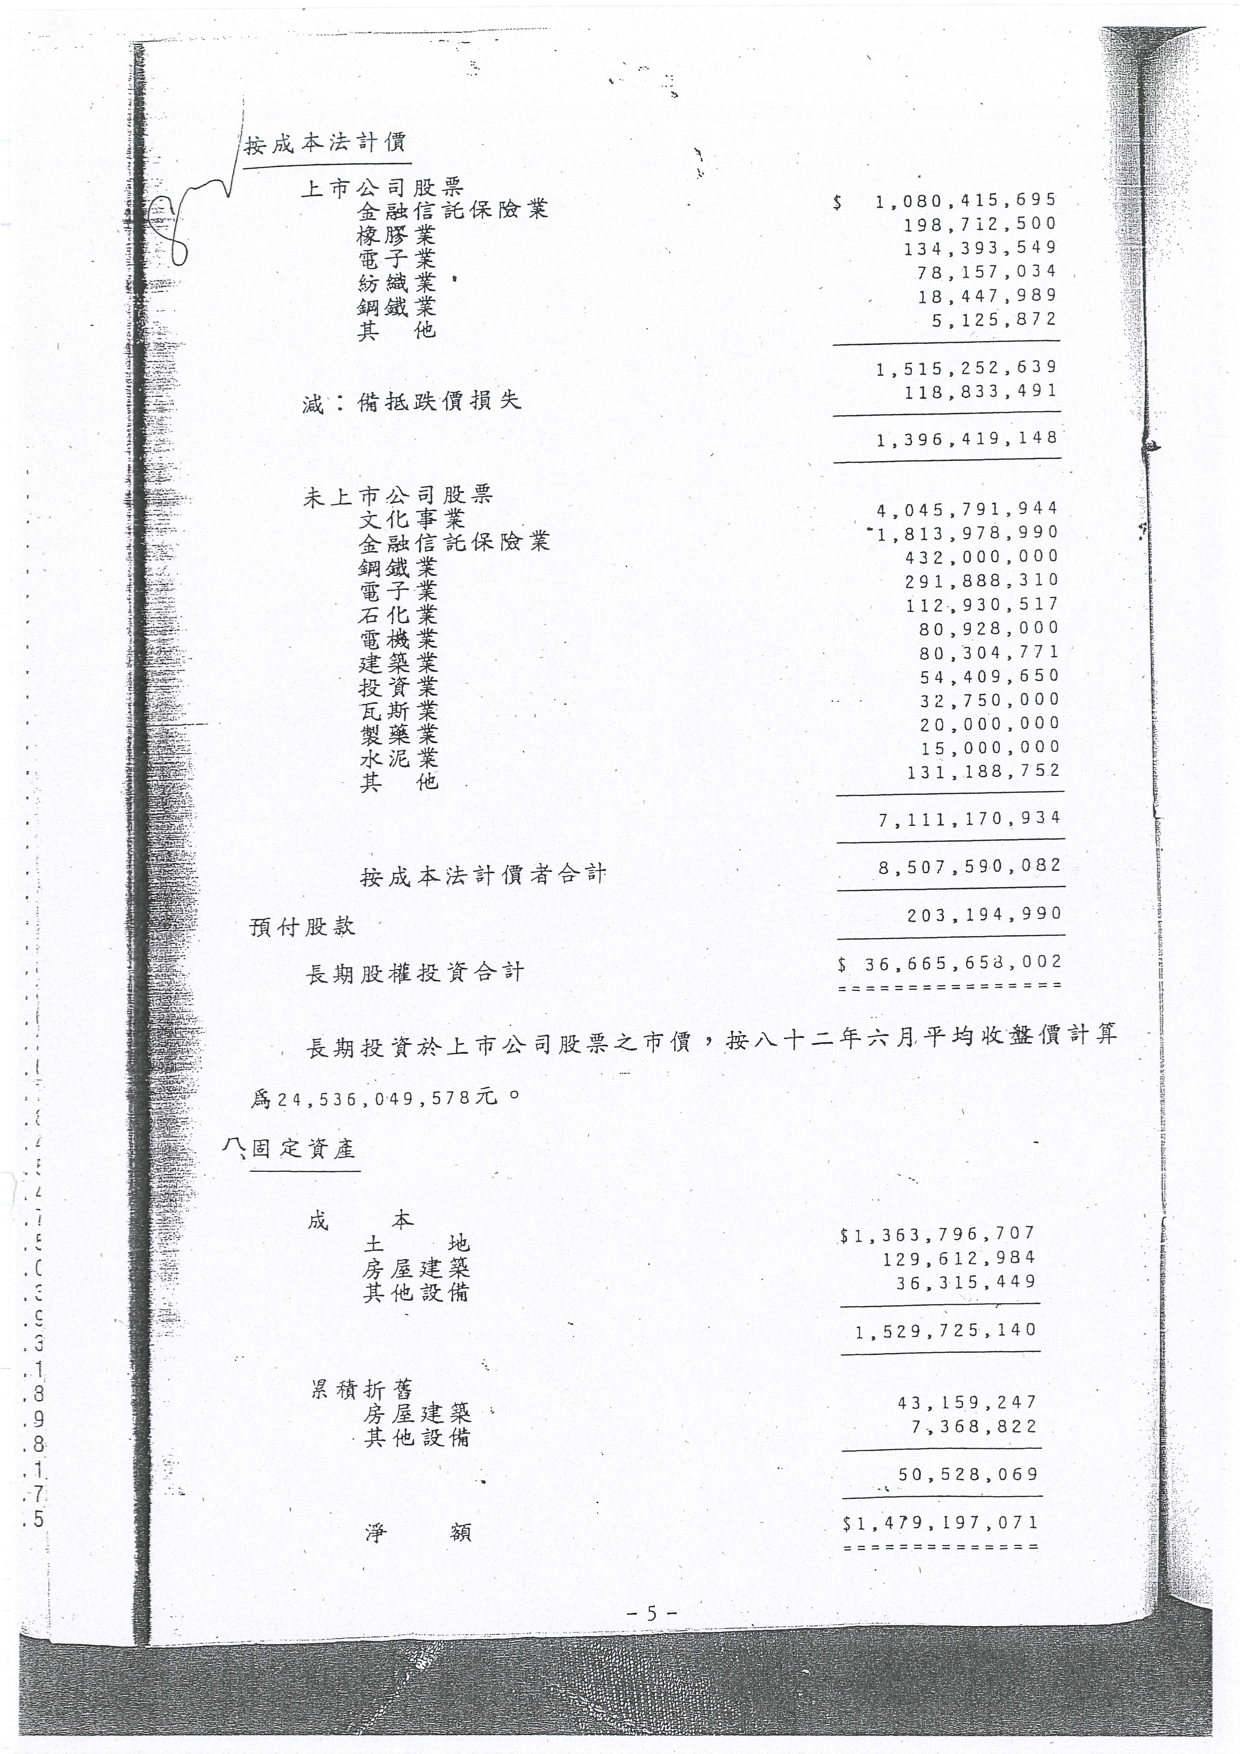 按成本法計價
上市公司股票
金融信託保險業 $ 1,080,415,695
橡膠業 198,712,500
電子業 134,393,549
紡織業 78,157,034
鋼鐵業 18,447,989
其他 5,125,872
1,515,252,639
減：備抵跌價損失 118,833,491
1,396,419,148
未上市公司股票
文化事業 4,045,791,944
金融信託保險業 1,813,978,990
鋼鐵業 432,000,000
電子業 291,888,310
石化業 112,930,517
電機業 80,928,000
建築業 80,304,771
投資業 54,409,650
瓦斯業 32,750,000
製藥業 20,000,000
水泥業 15,000,000
其他 131,188,752
7,111,170,934
按成本法計價者合計 8,507,590,082
預付股款 203,194,990
長期股權投資合計 $ 36,665,658,002
================
長期投資於上市公司股票之市價，按八十二年六月平均收盤價計算
為24,536,049,578元。
八、固定資產
成本
土地 $1,363,796,707
房屋建築 129,612,984
其他設備 36,315,449
1,529,725,140
累積折舊
房屋建築 43,159,247
其他設備 7,368,822
50,528,069
淨額 $1,479,197,071
==============
- 5 -